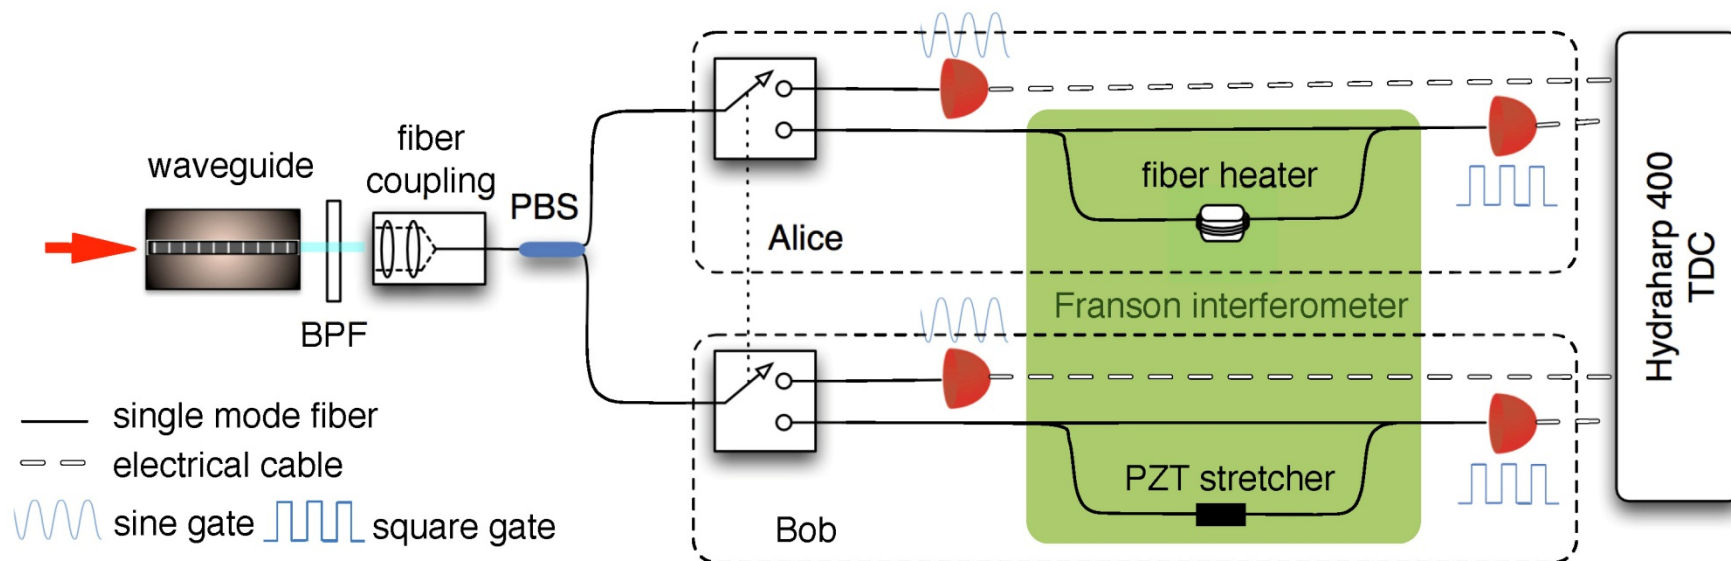 waveguide
BPF
fiber
coupling
PBS
Alice
fiber heater
Franson interferometer
PZT stretcher
Bob
Hydraharp 400
TDC
single mode fiber
electrical cable
sine gate
square gate